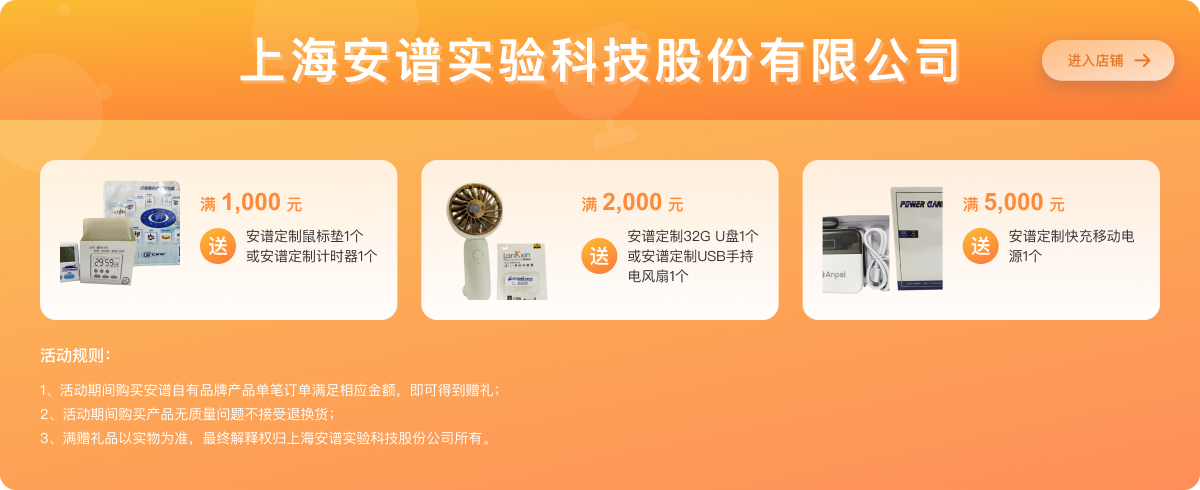 上海安谱实验科技股份有限公司
进入店铺
满 1,000 元
送
安谱定制鼠标垫1个
或安谱定制计时器1个
29:59
满 2,000 元
送
安谱定制32G U盘1个
或安谱定制USB手持
电风扇1个
Lankxin
满 5,000 元
送
安谱定制快充移动电
源1个
Anpel
活动规则：
1、活动期间购买安谱自有品牌产品单笔订单满足相应金额，即可得到赠礼；
2、活动期间购买产品无质量问题不接受退换货；
3、满赠礼品以实物为准，最终解释权归上海安谱实验科技股份公司所有。